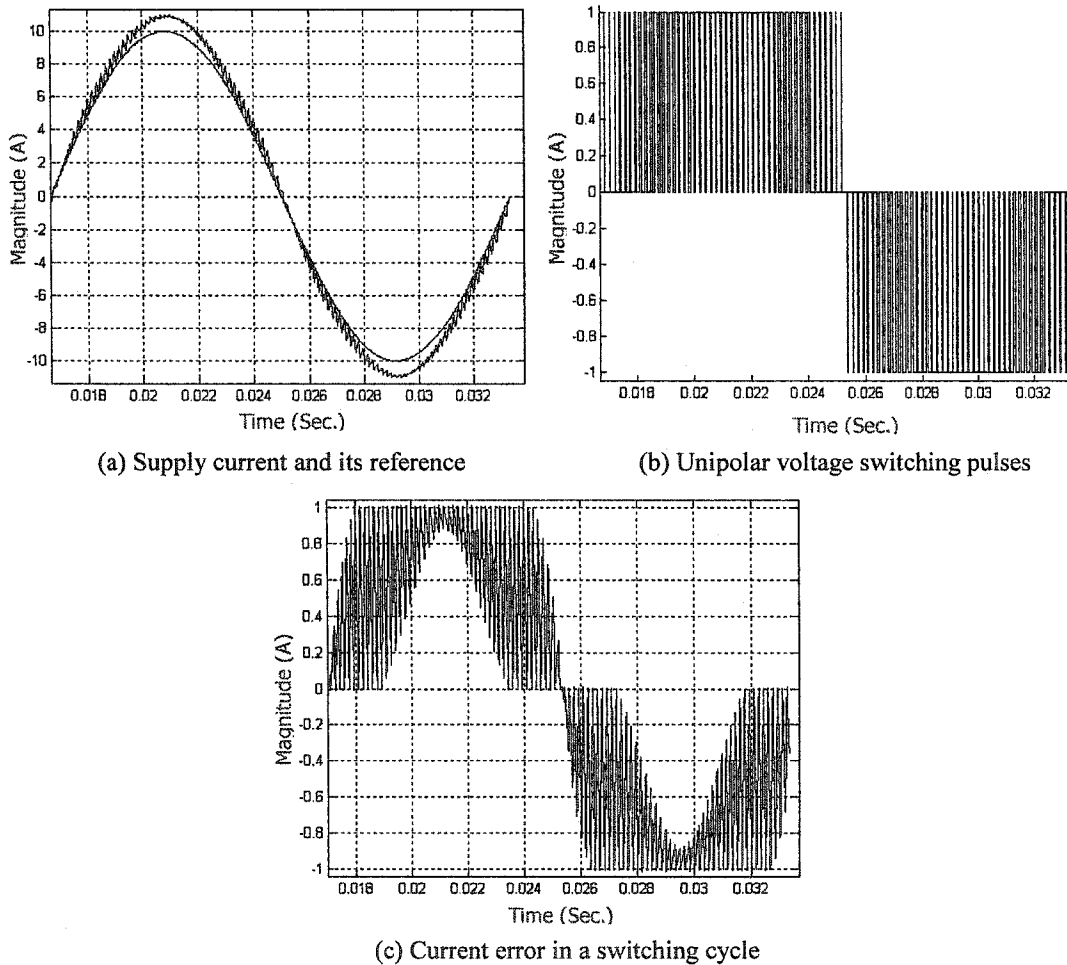 10
8
6
4
2
0
-2
-4
-6
-8
-10
Magnitude (A)
0.018 0.02 0.022 0.024 0.026 0.028 0.03 0.032
Time (Sec.)
(a) Supply current and its reference
1
0.8
0.6
0.4
0.2
0
-0.2
-0.4
-0.6
-0.8
-1
Magnitude (A)
0.018 0.02 0.022 0.024 0.026 0.028 0.03 0.032
Time (Sec.)
(b) Unipolar voltage switching pulses
1
0.8
0.6
0.4
0.2
0
-0.2
-0.4
-0.6
-0.8
-1
Magnitude (A)
0.018 0.02 0.022 0.024 0.026 0.028 0.03 0.032
Time (Sec.)
(c) Current error in a switching cycle